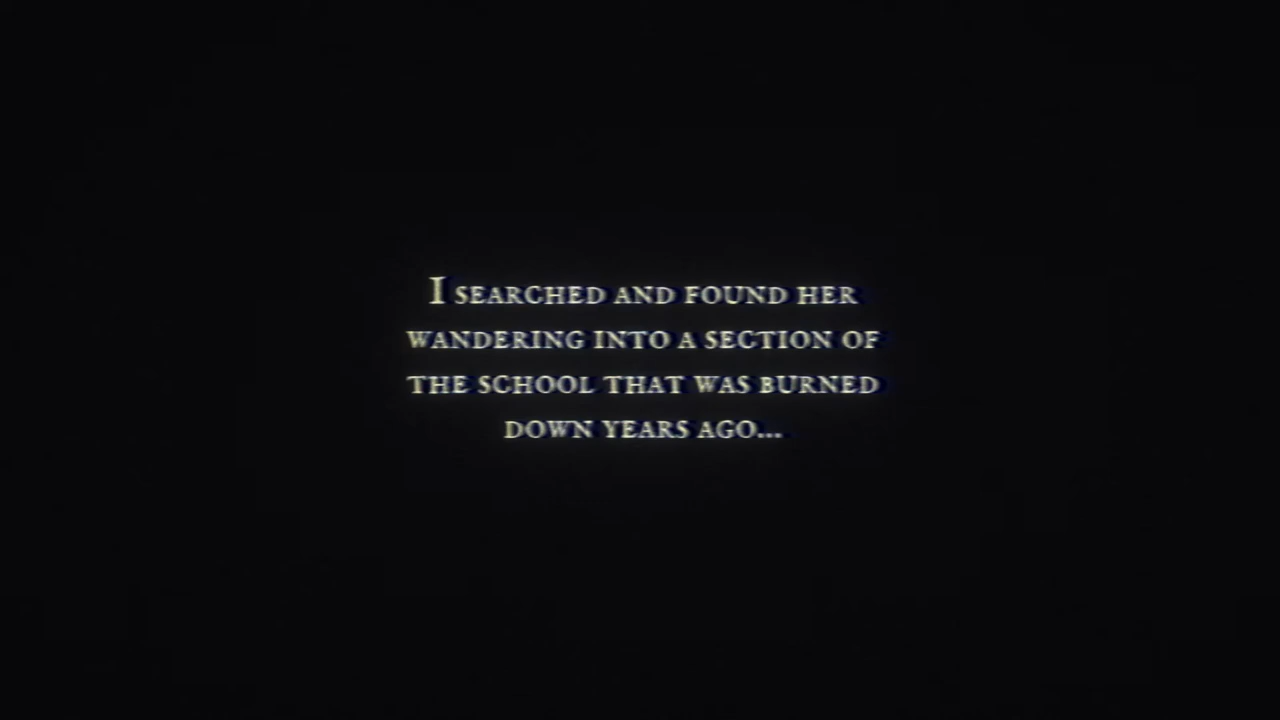 I SEARCHED AND FOUND HER
WANDERING INTO A SECTION OF
THE SCHOOL THAT WAS BURNED
DOWN YEARS AGO...